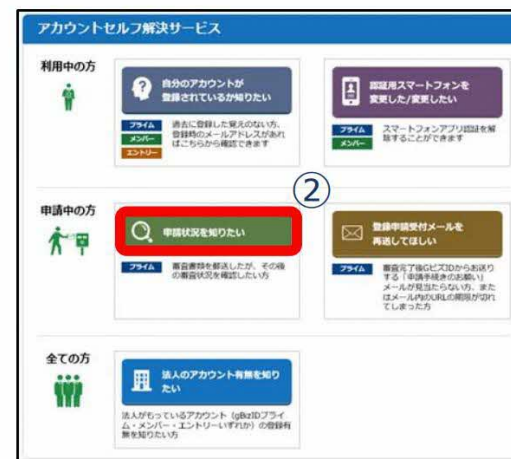 アカウントセルフ解決サービス
利用中の方
自分のアカウントが
登録されているか知りたい
プライム
メンバー
エントリー
過去に登録した覚えのない方、
登録時のメールアドレスがあれ
ばこちらから確認できます
認証用スマートフォンを
変更した/変更したい
プライム
メンバー
スマートフォンアプリ認証を解
除することができます
②
申請中の方
申請状況を知りたい
プライム
審査書類を郵送したが、その後
の審査状況を確認したい方
登録申請受付メールを
再送してほしい
プライム
審査完了後GビズIDからお送り
する「申請手続きのお願い」
メールが見当たらない方、また
はメール内のURLの期限が切れ
てしまった方
全ての方
法人のアカウント有無を知り
たい
法人がもっているアカウント（gBizIDプライ
ム・メンバー・エントリーいずれか）の登録有
無を知りたい方